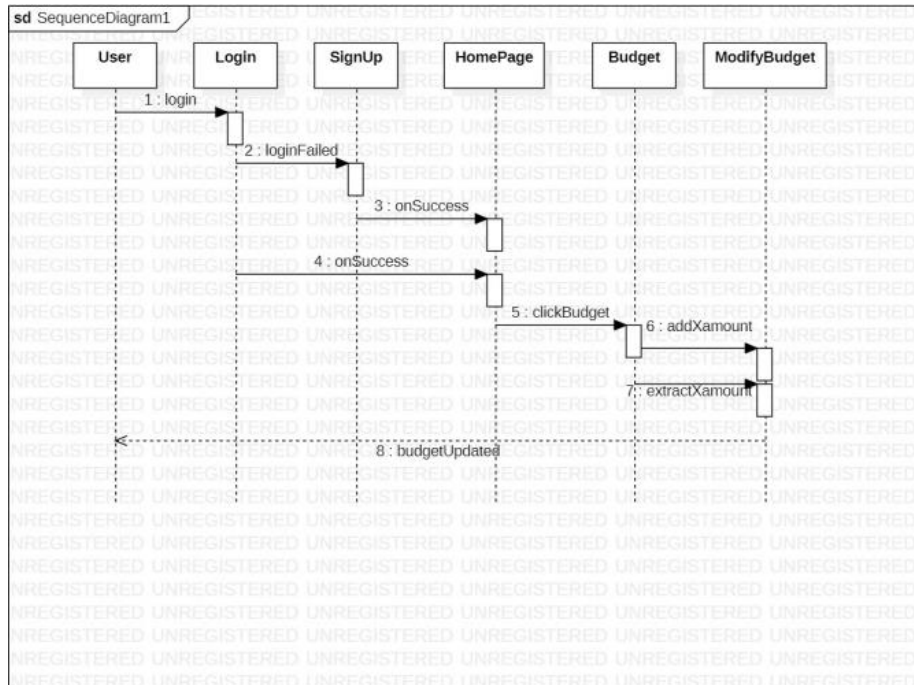 sd SequenceDiagram1
User Login SignUp HomePage Budget ModifyBudget
1 : login
2 : loginFailed
3 : onSuccess
4 : onSuccess
5 : clickBudget
6 : addXamount
7 : extractXamount
8 : budgetUpdated